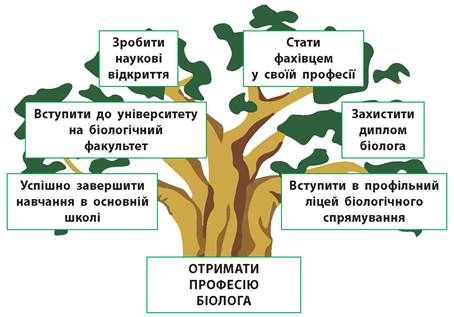 Зробити
наукові
відкриття
Стати
фахівцем
у своїй професії
Вступити до університету
на біологічний
факультет
Захистити
диплом
біолога
Успішно завершити
навчання в основній
школі
Вступити в профільний
ліцей біологічного
спрямування
ОТРИМАТИ
ПРОФЕСІЮ
БІОЛОГА